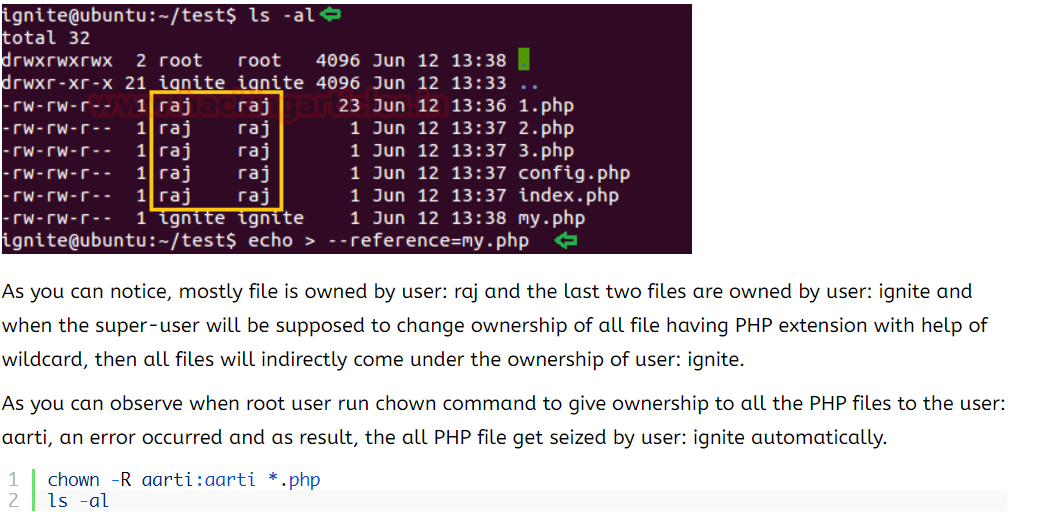 ignite@ubuntu:~/test$ ls -al
total 32
drwxrwxrwx  2 root   root   4096 Jun 12 13:38 .
drwxr-xr-x 21 ignite ignite 4096 Jun 12 13:33 ..
-rw-rw-r--  1 raj    raj      23 Jun 12 13:36 1.php
-rw-rw-r--  1 raj    raj       1 Jun 12 13:37 2.php
-rw-rw-r--  1 raj    raj       1 Jun 12 13:37 3.php
-rw-rw-r--  1 raj    raj       1 Jun 12 13:37 config.php
-rw-rw-r--  1 raj    raj       1 Jun 12 13:37 index.php
-rw-rw-r--  1 ignite ignite    1 Jun 12 13:38 my.php
ignite@ubuntu:~/test$ echo > --reference=my.php
As you can notice, mostly file is owned by user: raj and the last two files are owned by user: ignite and
when the super-user will be supposed to change ownership of all file having PHP extension with help of
wildcard, then all files will indirectly come under the ownership of user: ignite.
As you can observe when root user run chown command to give ownership to all the PHP files to the user:
aarti, an error occurred and as result, the all PHP file get seized by user: ignite automatically.
1 chown -R aarti:aarti *.php
2 ls -al